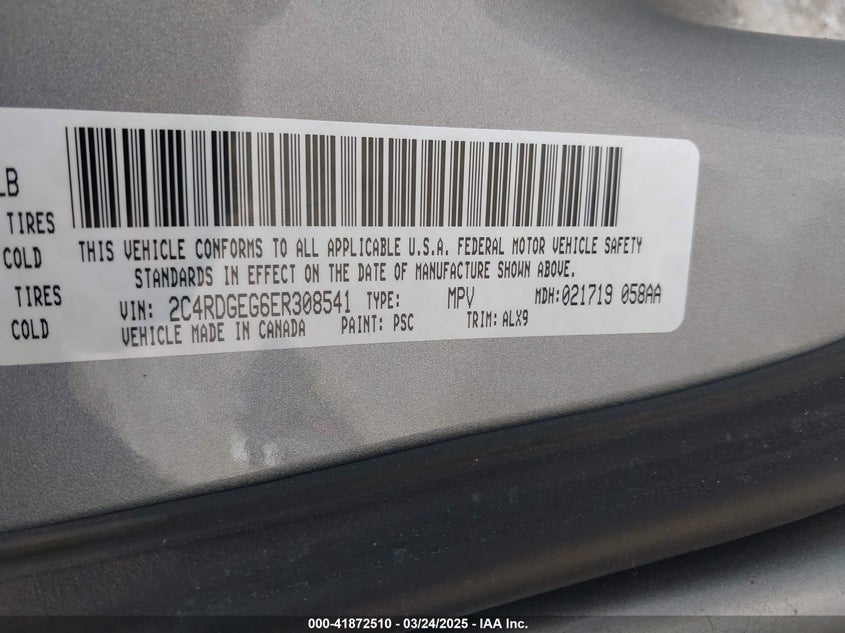 LB
TIRES
COLD
COLD
THIS VEHICLE CONFORMS TO ALL APPLICABLE U.S.A. FEDERAL MOTOR VEHICLE SAFETY
STANDARDS IN EFFECT ON THE DATE OF MANUFACTURE SHOWN ABOVE.
VIN: 2C4RDGEG6ER308541 TYPE: MPV MDH:021719 058AA
VEHICLE MADE IN CANADA PAINT: PSC TRIM: ALX9
000-41872510 - 03/24/2025 - IAA Inc.